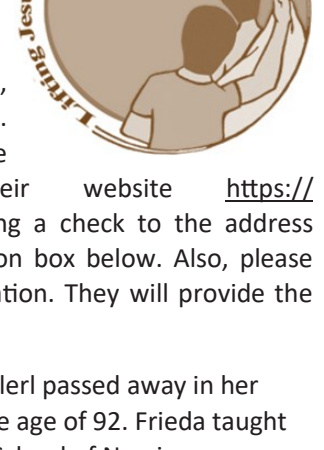 Lifting Jesu
,
.
e
eir website https://
ng a check to the address
on box below. Also, please
ation. They will provide the
lerl passed away in her
e age of 92. Frieda taught